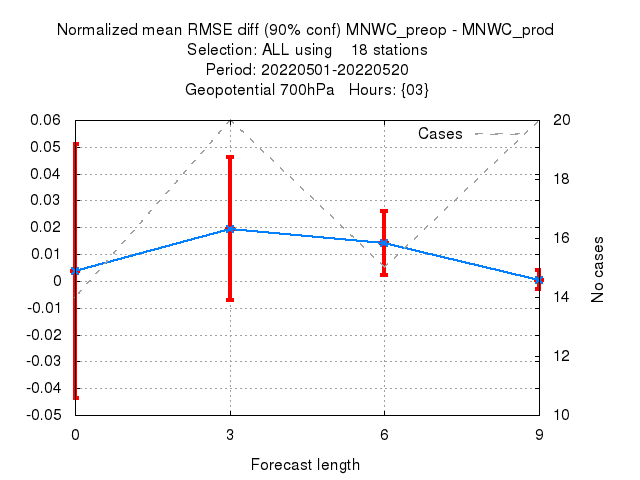 Normalized mean RMSE diff (90% conf) MNWC_preop - MNWC_prod
Selection: ALL using    18 stations
Period: 20220501-20220520
Geopotential 700hPa   Hours: {03}
Cases
0.06
0.05
0.04
0.03
0.02
0.01
0
-0.01
-0.02
-0.03
-0.04
-0.05
20
18
16
14
12
10
No cases
0 3 6 9
Forecast length